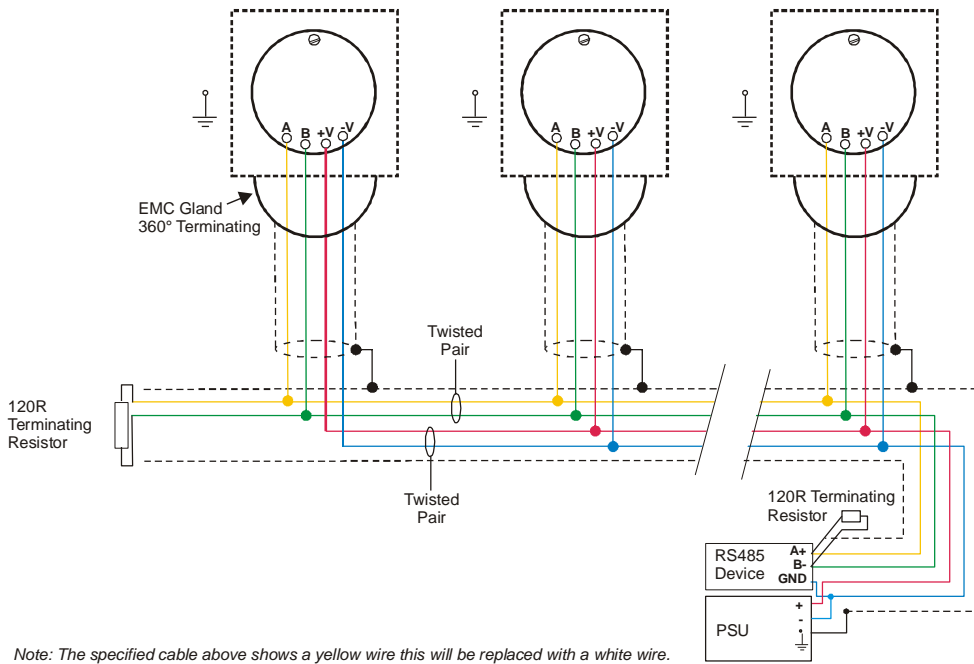 A B +V -V
A B +V -V
A B +V -V
EMC Gland
360° Terminating
Twisted
Pair
120R
Terminating
Resistor
Twisted
Pair
120R Terminating
Resistor
RS485
Device
A+
B-
GND
PSU
+
-
Note: The specified cable above shows a yellow wire this will be replaced with a white wire.